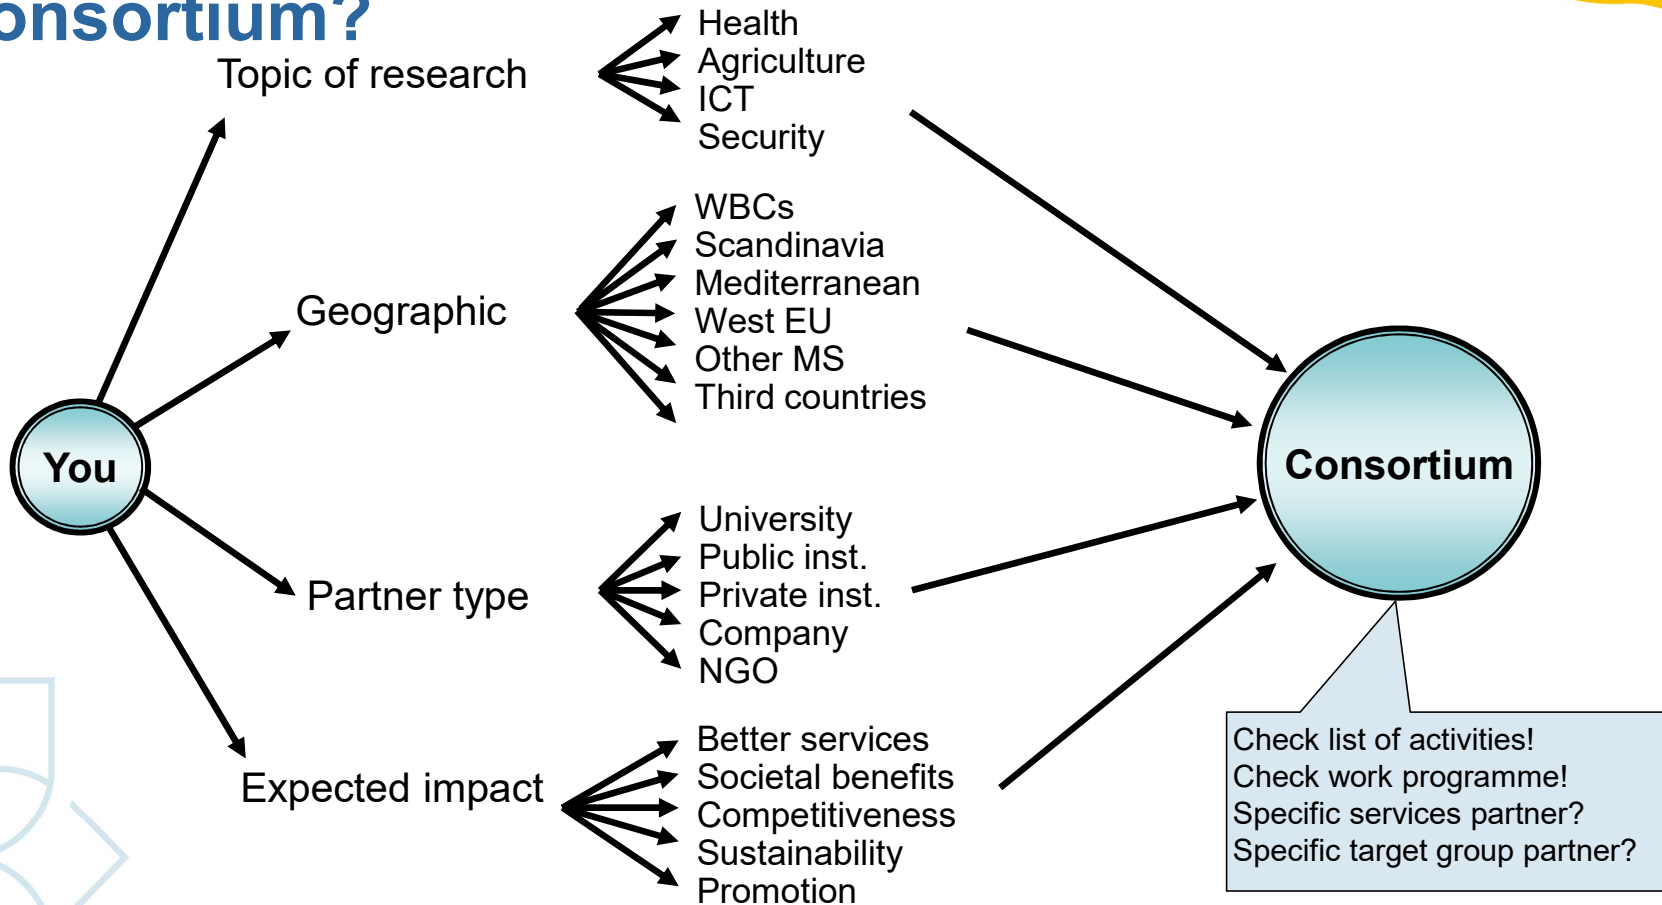 onsortium?
Topic of research
Health
Agriculture
ICT
Security
Geographic
WBCs
Scandinavia
Mediterranean
West EU
Other MS
Third countries
You
Consortium
Partner type
University
Public inst.
Private inst.
Company
NGO
Expected impact
Better services
Societal benefits
Competitiveness
Sustainability
Promotion
Check list of activities!
Check work programme!
Specific services partner?
Specific target group partner?